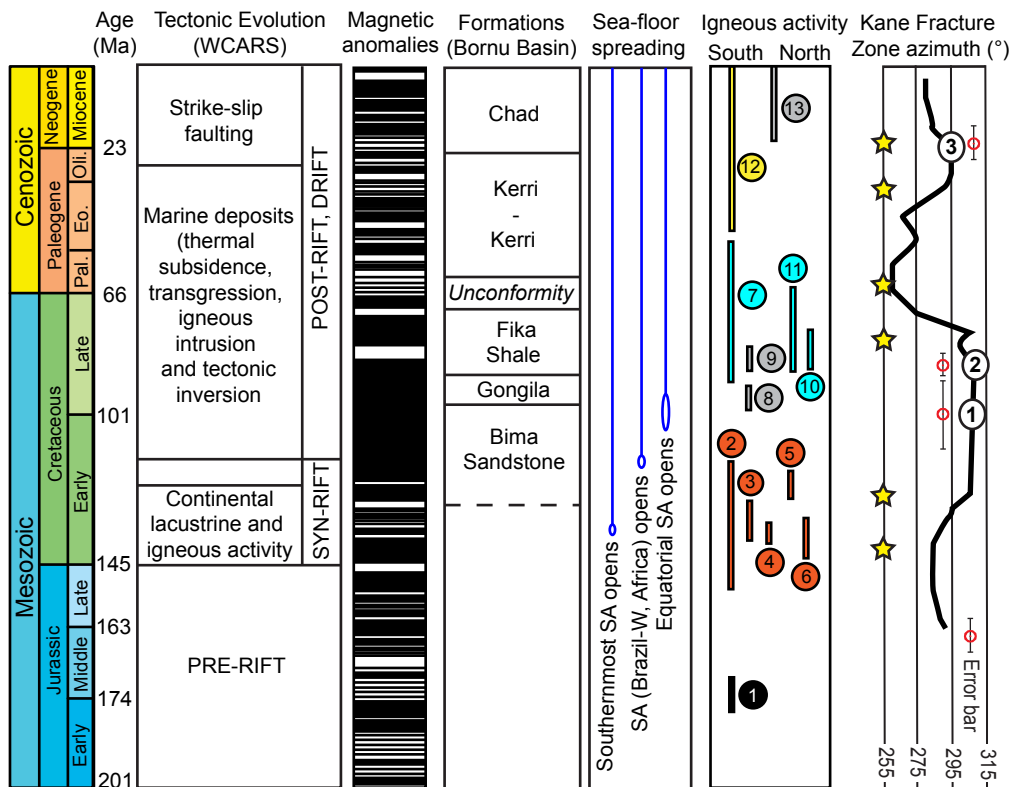 Age
(Ma)
Tectonic Evolution
(WCARS)
Magnetic
anomalies
Formations
(Bornu Basin)
Sea-floor
spreading
Igneous activity
South North
Kane Fracture
Zone azimuth (°)
Cenozoic
Mesozoic
Neogene
Paleogene
Cretaceous
Jurassic
Miocene
Oli.
Eo.
Pal.
Late
Early
Late
Middle
Early
23
66
101
145
163
174
201
Strike-slip
faulting
Marine deposits
(thermal
subsidence,
transgression,
igneous
intrusion
and tectonic
inversion
Continental
lacustrine and
igneous activity
PRE-RIFT
POST-RIFT, DRIFT
SYN-RIFT
Chad
Kerri
-
Kerri
Unconformity
Fika
Shale
Gongila
Bima
Sandstone
Southernmost SA opens
SA (Brazil-W, Africa) opens
Equatorial SA opens
13
12
11
7
9
10
8
2
5
3
4
6
1
3
2
1
Error bar
255
275
295
315